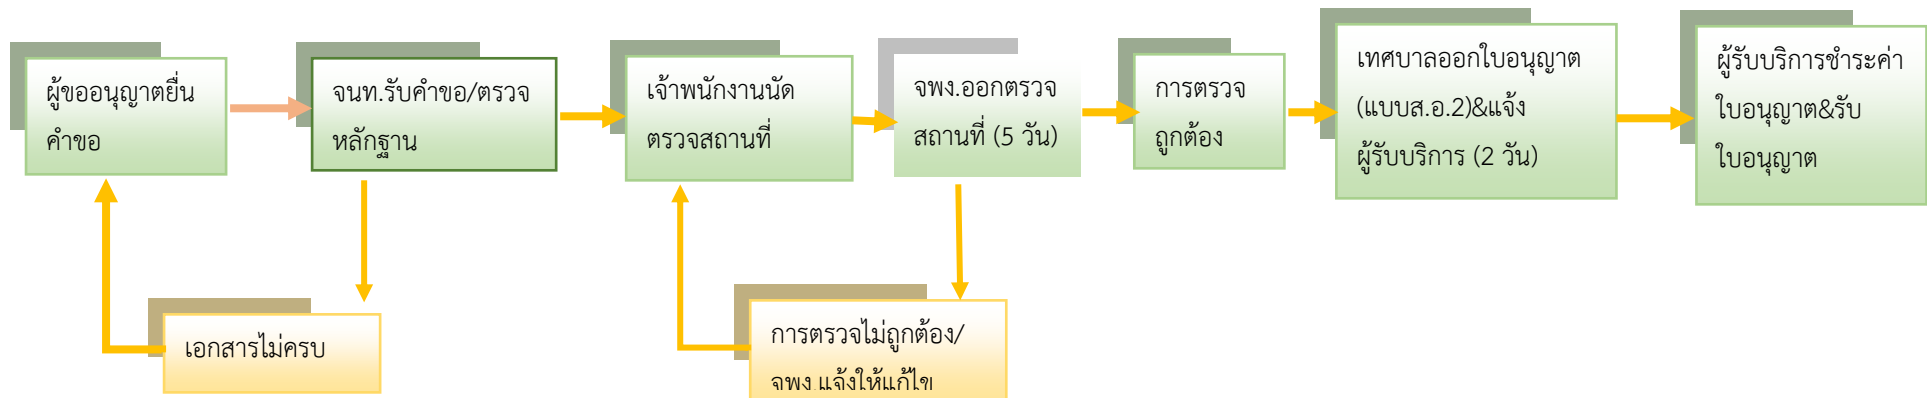 ผู้ขออนุญาตยื่น
คำขอ
จนท.รับคำขอ/ตรวจ
หลักฐาน
เจ้าพนักงานนัด
ตรวจสถานที่
จพง.ออกตรวจ
สถานที่ (5 วัน)
การตรวจ
ถูกต้อง
เทศบาลออกใบอนุญาต
(แบบส.อ.2)&แจ้ง
ผู้รับบริการ (2 วัน)
ผู้รับบริการชำระค่า
ใบอนุญาต&รับ
ใบอนุญาต
เอกสารไม่ครบ
การตรวจไม่ถูกต้อง/
จพง.แจ้งให้แก้ไข